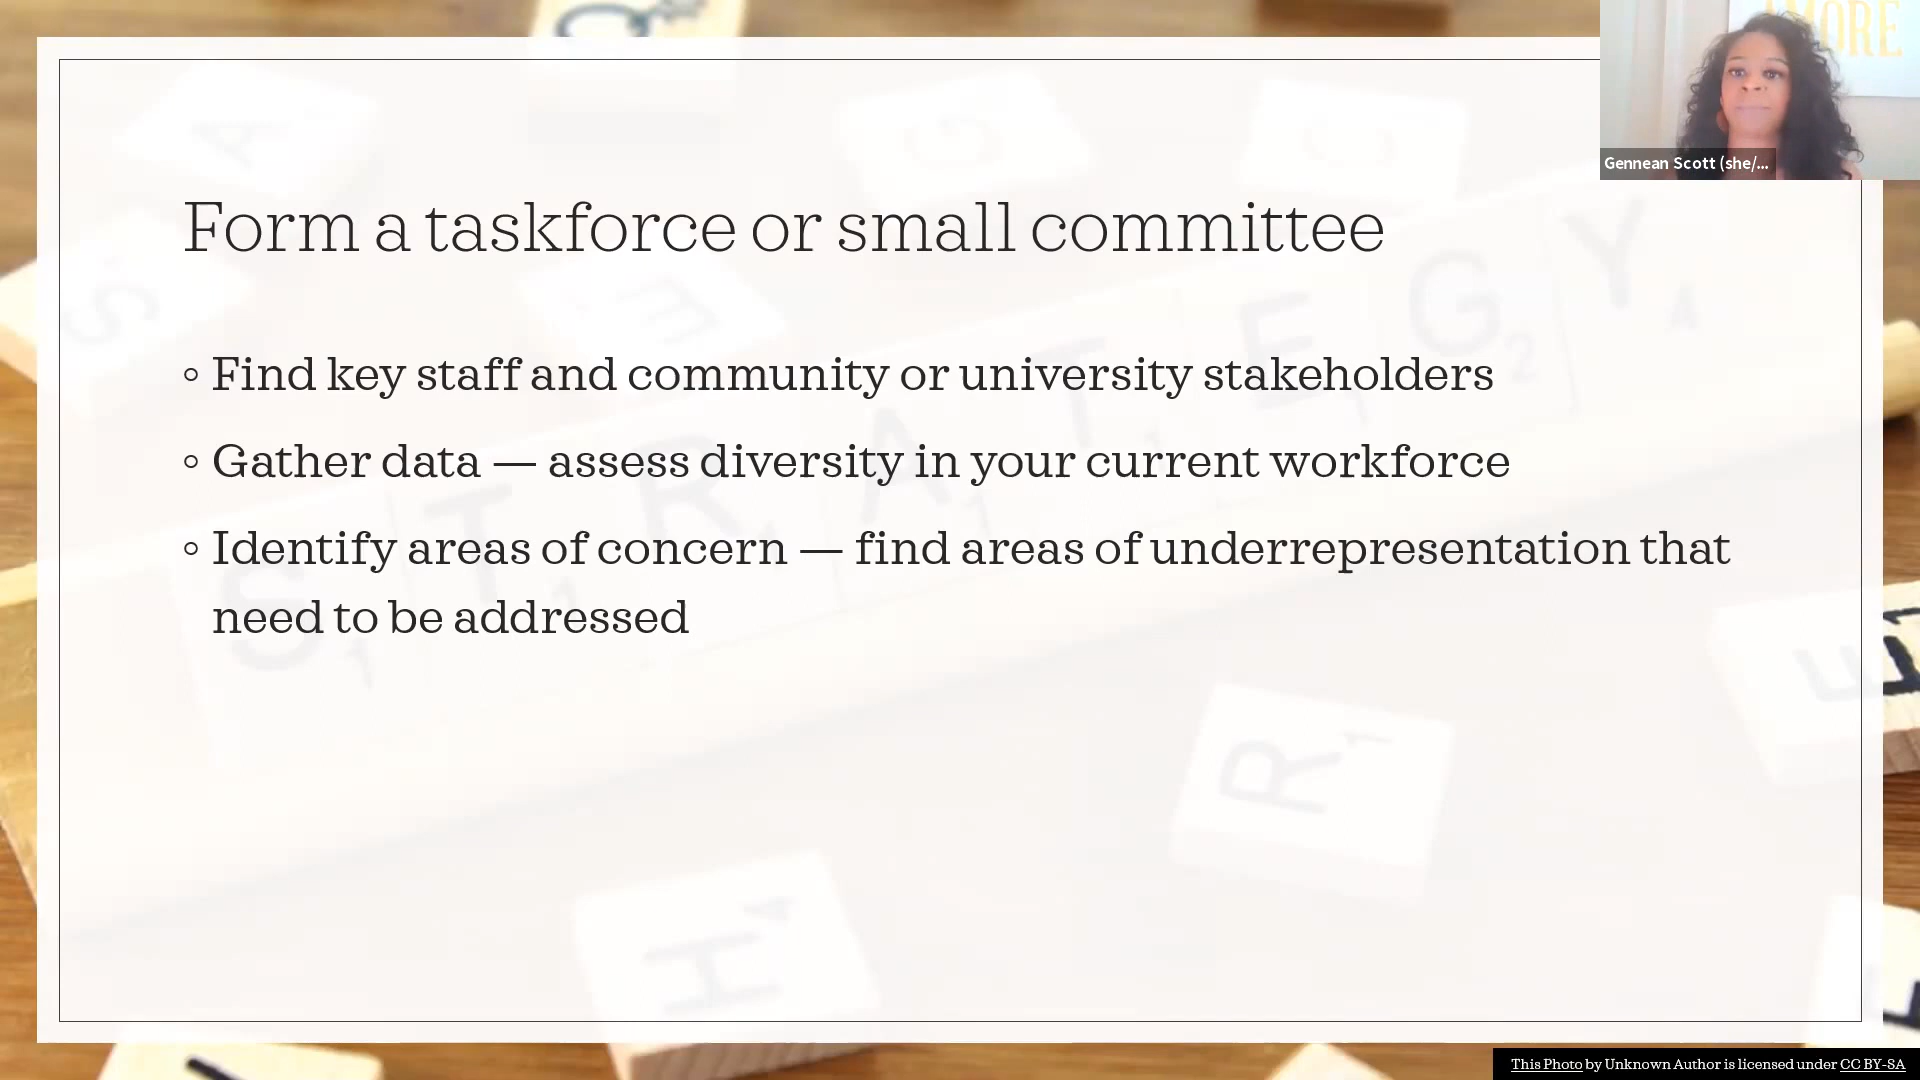 MORE
Gennean Scott (she/...
Form a taskforce or small committee
◦ Find key staff and community or university stakeholders
◦ Gather data — assess diversity in your current workforce
◦ Identify areas of concern — find areas of underrepresentation that
need to be addressed
S T R A T E G Y
This Photo by Unknown Author is licensed under CC BY-SA